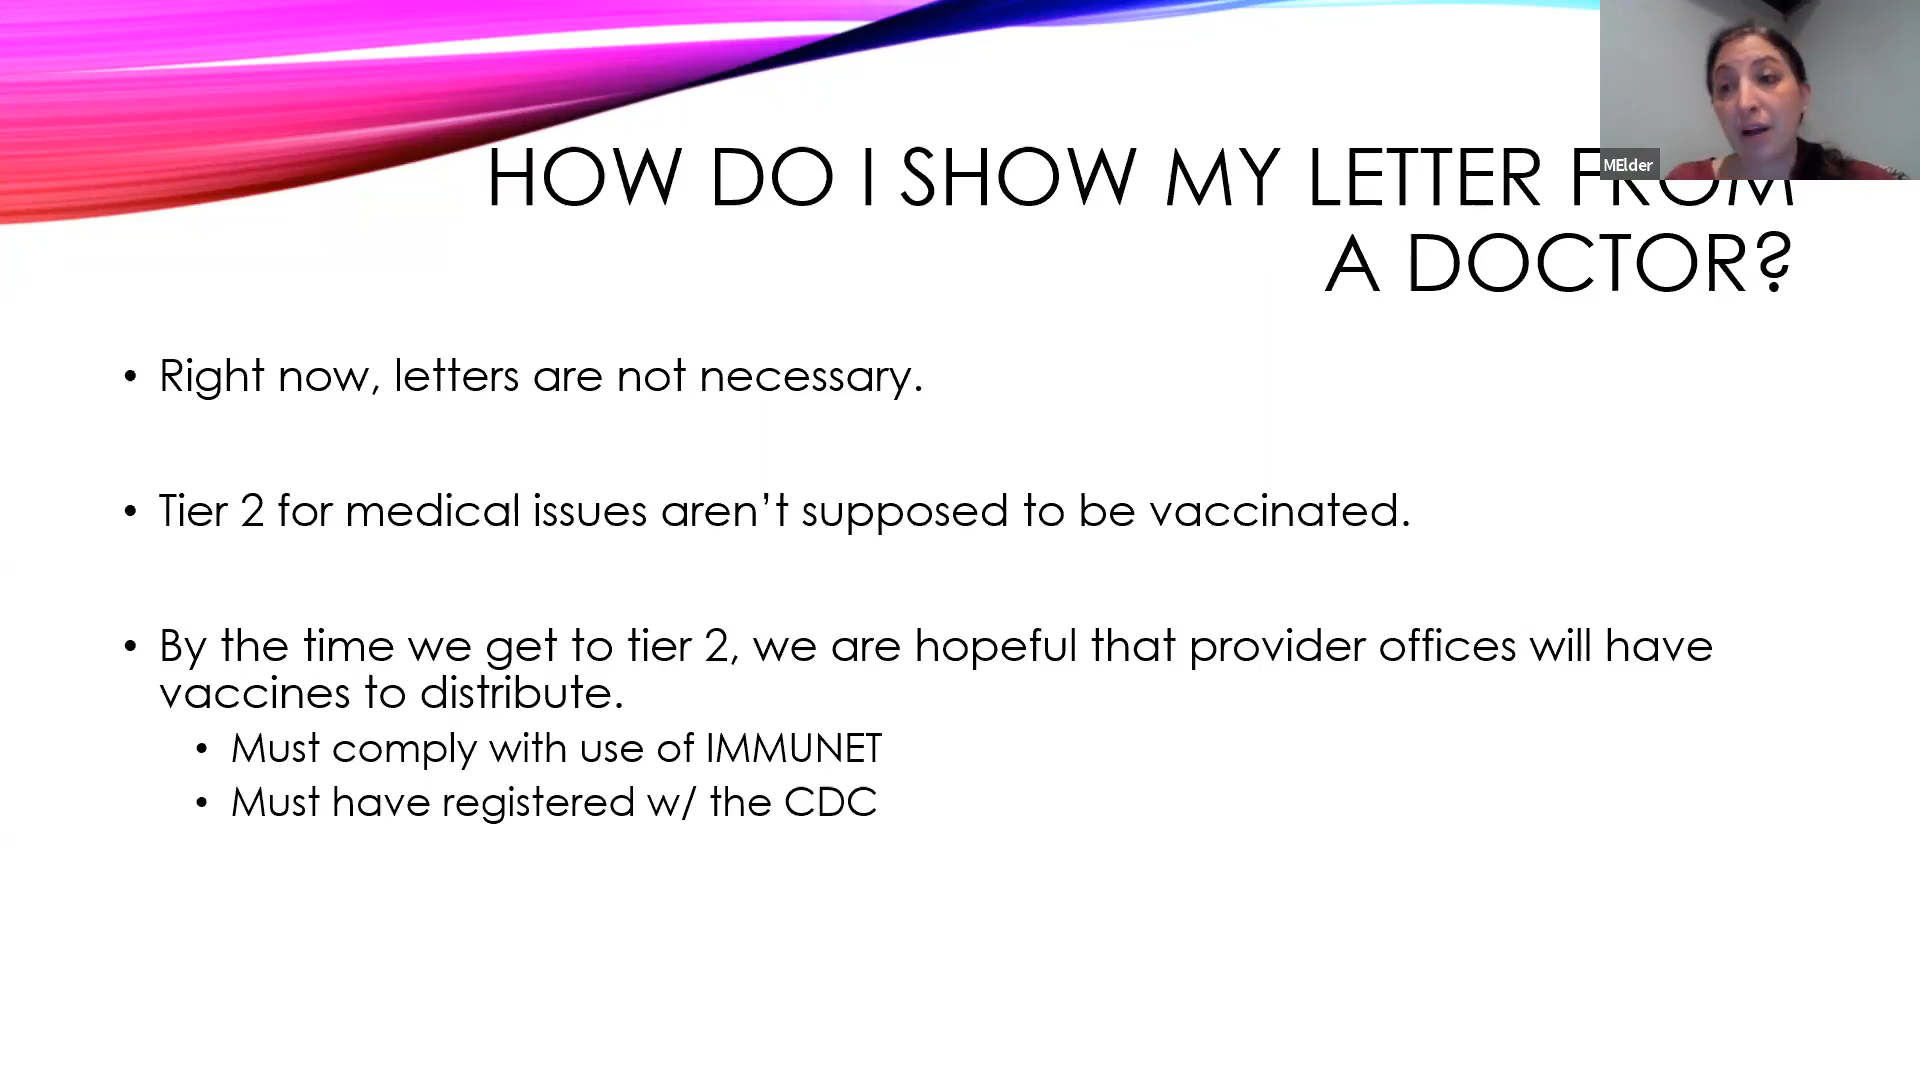 HOW DO I SHOW MY LETTER FROM
A DOCTOR?
MElder
• Right now, letters are not necessary.
• Tier 2 for medical issues aren’t supposed to be vaccinated.
• By the time we get to tier 2, we are hopeful that provider offices will have
vaccines to distribute.
• Must comply with use of IMMUNET
• Must have registered w/ the CDC